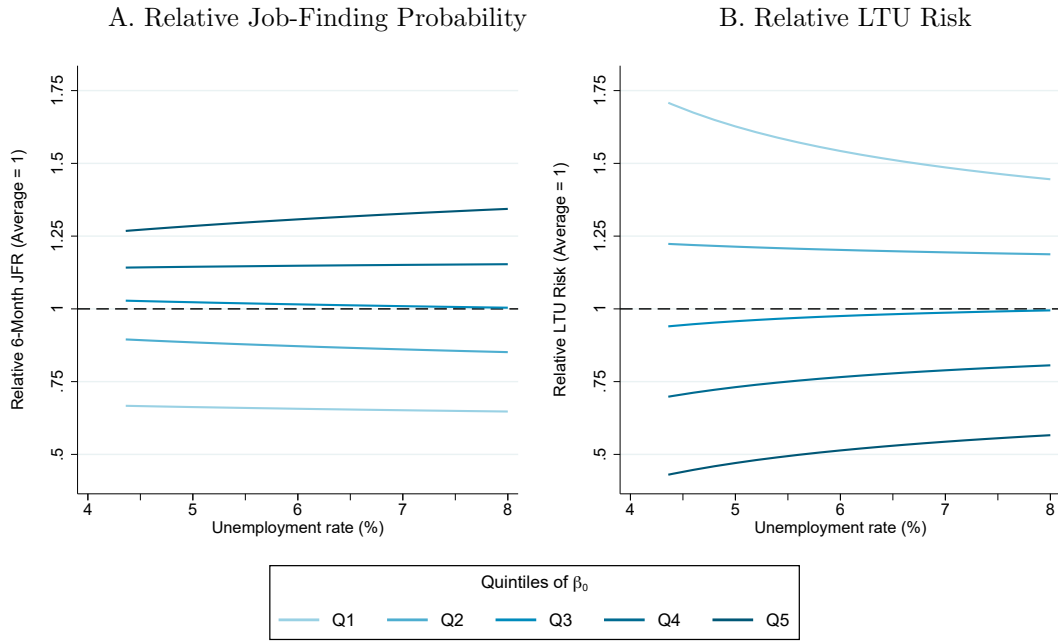 A. Relative Job-Finding Probability
Relative 6-Month JFR (Average = 1)
1.75
1.5
1.25
1
.75
.5
4 5 6 7 8
Unemployment rate (%)
B. Relative LTU Risk
Relative LTU Risk (Average = 1)
1.75
1.5
1.25
1
.75
.5
4 5 6 7 8
Unemployment rate (%)
Quintiles of β₀
Q1 Q2 Q3 Q4 Q5